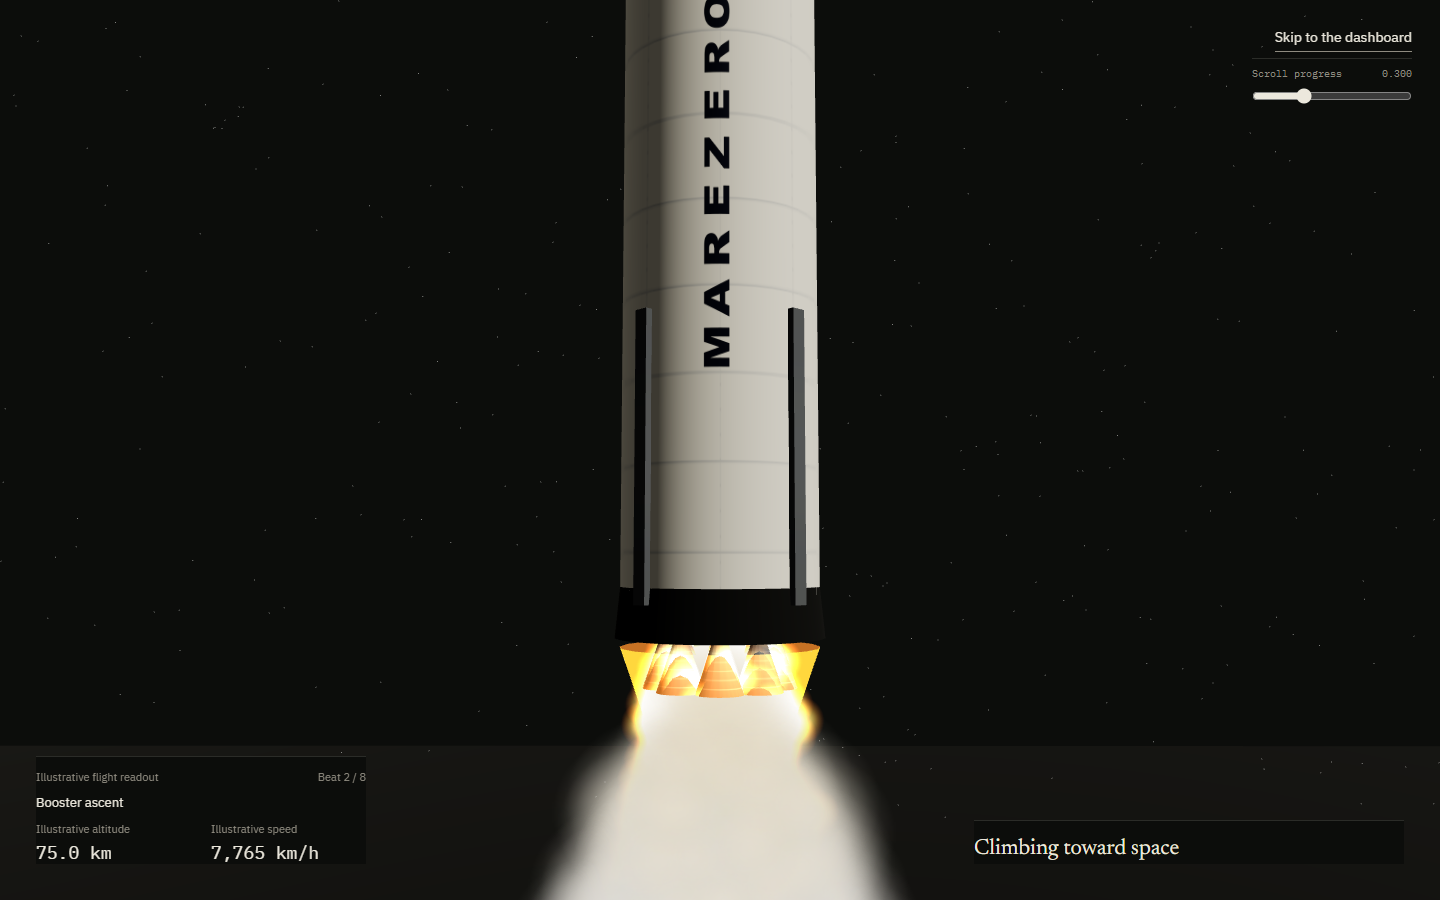 Skip to the dashboard
Scroll progress 0.300
MAREZERO
Illustrative flight readout Beat 2 / 8
Booster ascent
Illustrative altitude Illustrative speed
75.0 km 7,765 km/h
Climbing toward space